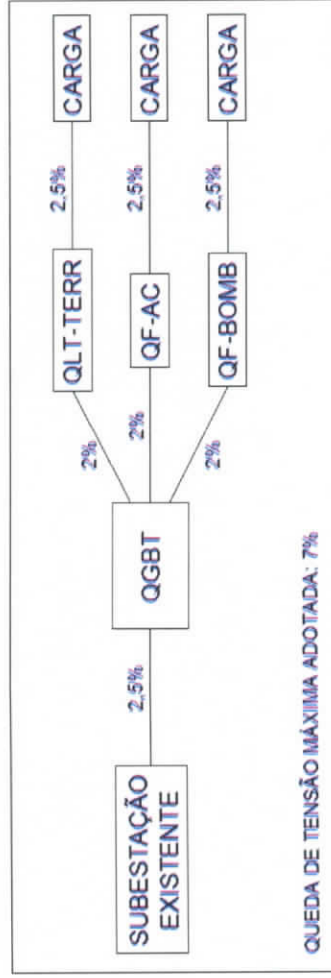 SUBESTAÇÃO
EXISTENTE
2,5%
QGBT
2%
QLT-TERR
2,5%
CARGA
2%
QF-AC
2,5%
CARGA
2%
QF-BOMB
2,5%
CARGA
QUEDA DE TENSÃO MÁXIMA ADOTADA: 7%